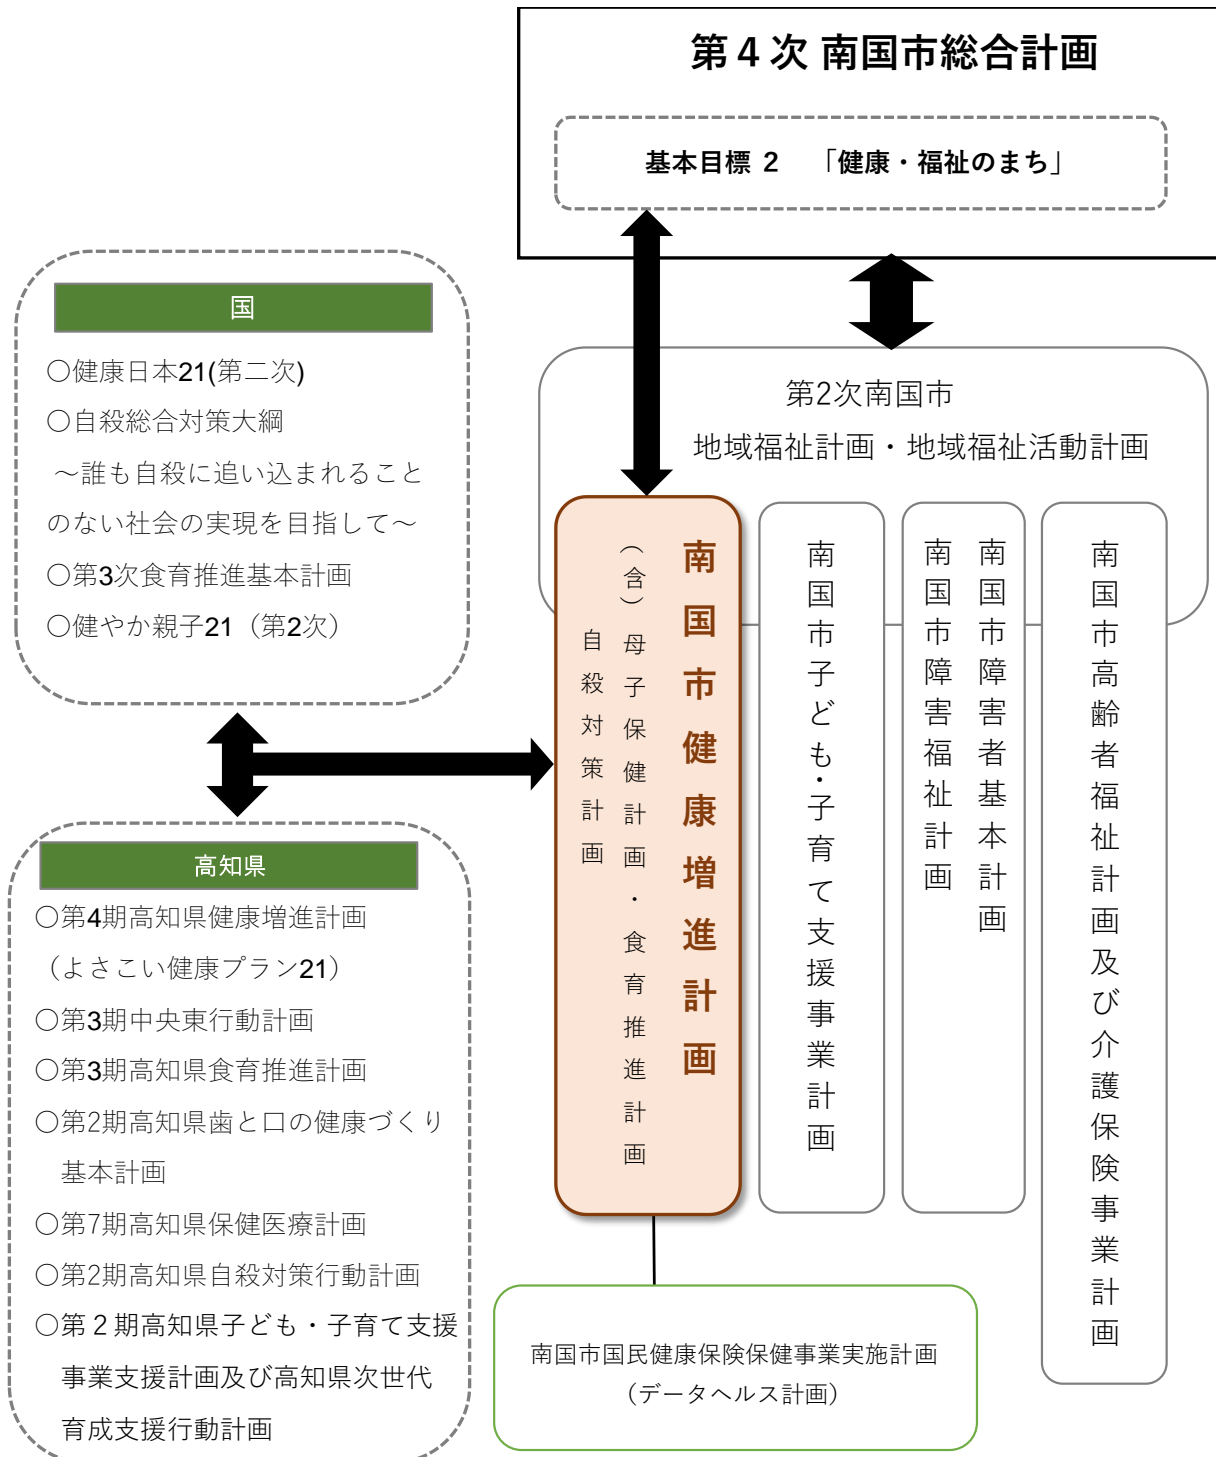 第4次 南国市総合計画
基本目標 2 「健康・福祉のまち」
国
○健康日本21(第二次)
○自殺総合対策大綱
～誰も自殺に追い込まれること
のない社会の実現を目指して～
○第3次食育推進基本計画
○健やか親子21（第2次）
高知県
○第4期高知県健康増進計画
（よさこい健康プラン21）
○第3期中央東行動計画
○第3期高知県食育推進計画
○第2期高知県歯と口の健康づくり
基本計画
○第7期高知県保健医療計画
○第2期高知県自殺対策行動計画
○第２期高知県子ども・子育て支援
事業支援計画及び高知県次世代
育成支援行動計画
第2次南国市
地域福祉計画・地域福祉活動計画
南国市健康増進計画
（含）母子保健計画・食育推進計画
自殺対策計画
南国市子ども・子育て支援事業計画
南国市障害者基本計画
南国市障害福祉計画
南国市高齢者福祉計画及び介護保険事業計画
南国市国民健康保険保健事業実施計画
（データヘルス計画）